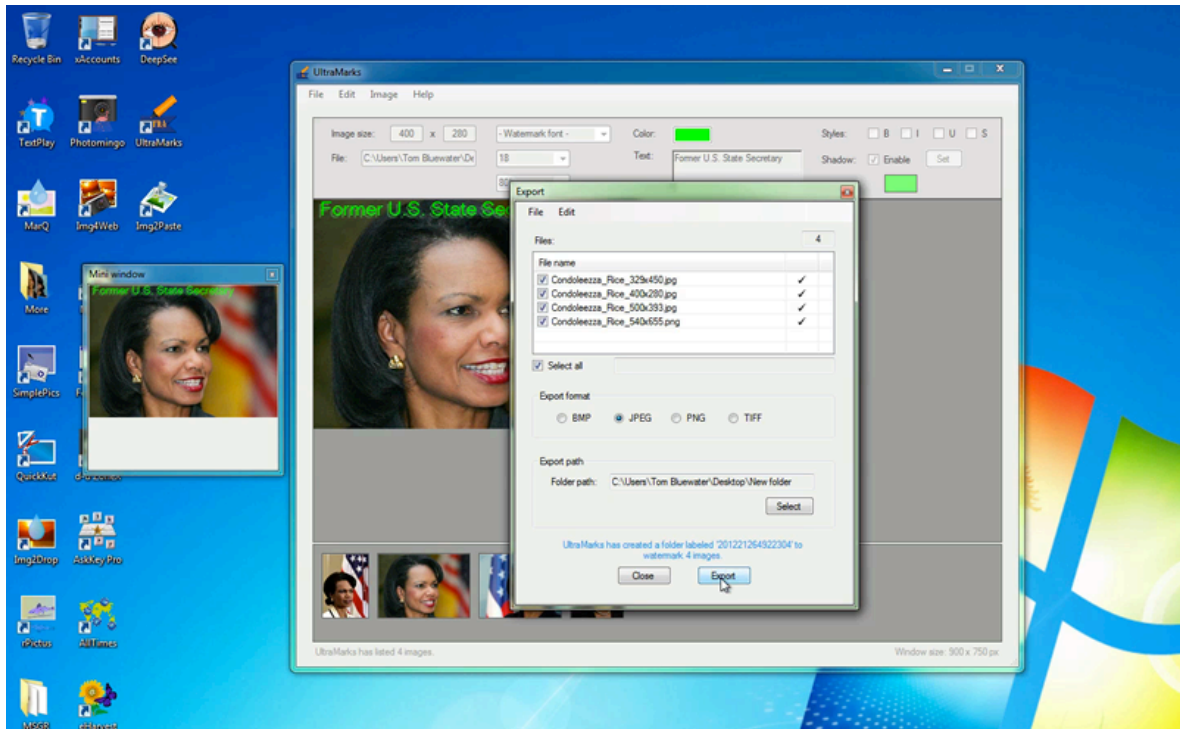 Recycle Bin
xAccounts
DeepSee
TextPlay
Photomingo
UltraMarks
MarQ
Img4Web
Img2Paste
More
SimplePics
QuickKut
Img2Drop
AskKey Pro
rPictus
AllTimes
MSGR
eHarvest
Mini window
Former U.S. State Secretary
UltraMarks
File Edit Image Help
Image size: 400 x 280
- Watermark font -
Color:
Styles: B I U S
File: C:\Users\Tom Bluewater\De
18
Text: Former U.S. State Secretary
Shadow: Enable Set
Former U.S. State Sec
Export
File Edit
Files: 4
File name
Condoleezza_Rice_329x450.jpg
Condoleezza_Rice_400x280.jpg
Condoleezza_Rice_500x393.jpg
Condoleezza_Rice_540x655.png
Select all
Export format
BMP JPEG PNG TIFF
Export path
Folder path: C:\Users\Tom Bluewater\Desktop\New folder
Select
UltraMarks has created a folder labeled '201221264922304' to
watermark 4 images.
Close Export
UltraMarks has listed 4 images.
Window size: 900 x 750 px